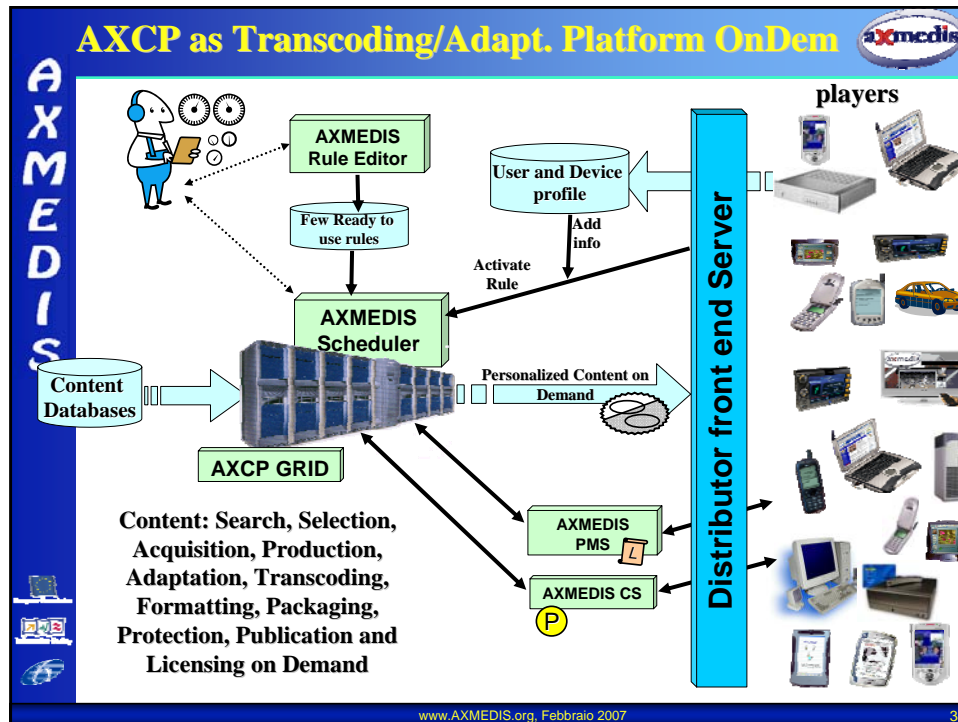 AXCP as Transcoding/Adapt. Platform OnDem
axmedis
AXMEDIS
players
AXMEDIS
Rule Editor
User and Device
profile
Few Ready to
use rules
Add
info
Activate
Rule
AXMEDIS
Scheduler
Content
Databases
Personalized Content on
Demand
Distributor front end Server
AXCP GRID
Content: Search, Selection,
Acquisition, Production,
Adaptation, Transcoding,
Formatting, Packaging,
Protection, Publication and
Licensing on Demand
AXMEDIS
PMS
L
AXMEDIS CS
P
www.AXMEDIS.org, Febbraio 2007
3